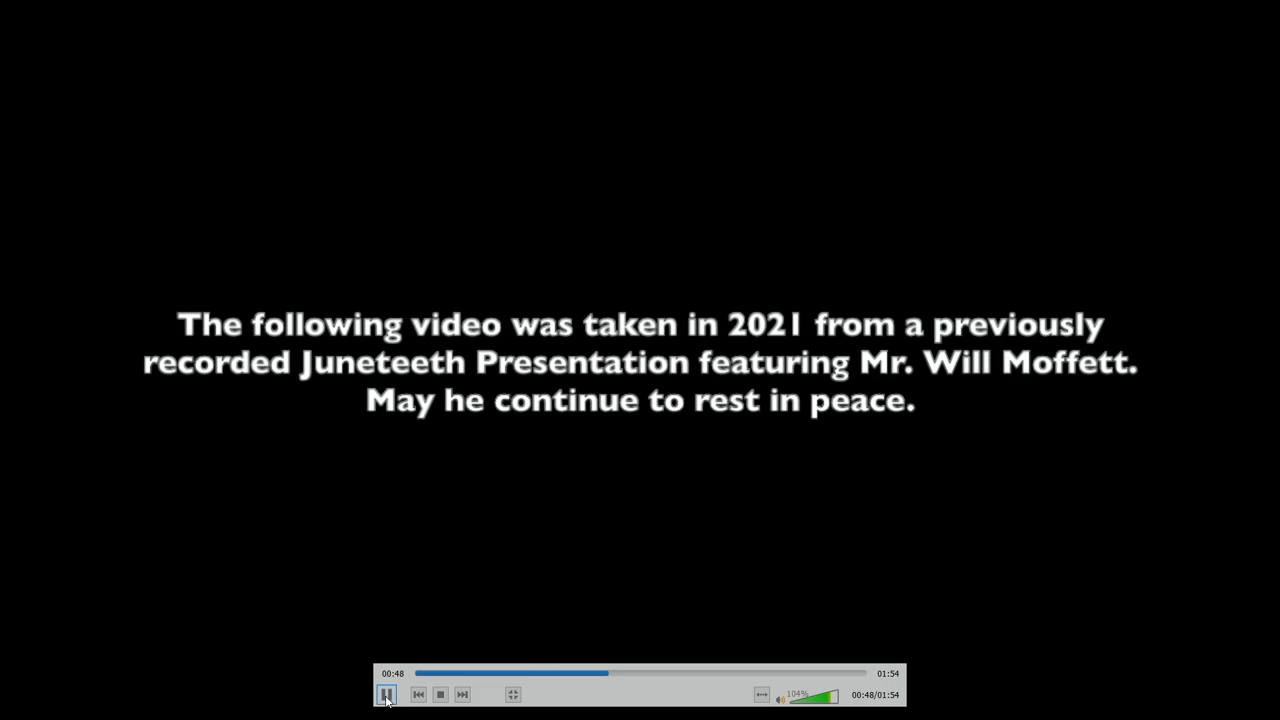 The following video was taken in 2021 from a previously
recorded Juneteeth Presentation featuring Mr. Will Moffett.
May he continue to rest in peace.
00:48 01:54
104% 00:48/01:54